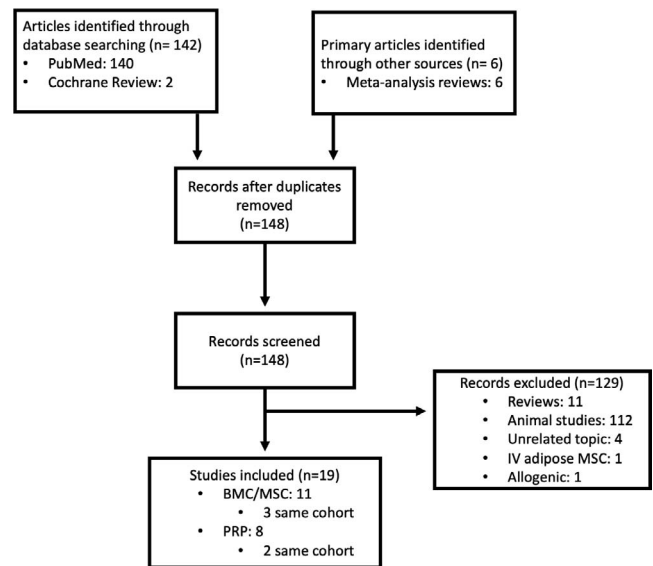 Articles identified through
database searching (n= 142)
• PubMed: 140
• Cochrane Review: 2
Primary articles identified
through other sources (n= 6)
• Meta-analysis reviews: 6
Records after duplicates
removed
(n=148)
Records screened
(n=148)
Records excluded (n=129)
• Reviews: 11
• Animal studies: 112
• Unrelated topic: 4
• IV adipose MSC: 1
• Allogenic: 1
Studies included (n=19)
• BMC/MSC: 11
• 3 same cohort
• PRP: 8
• 2 same cohort